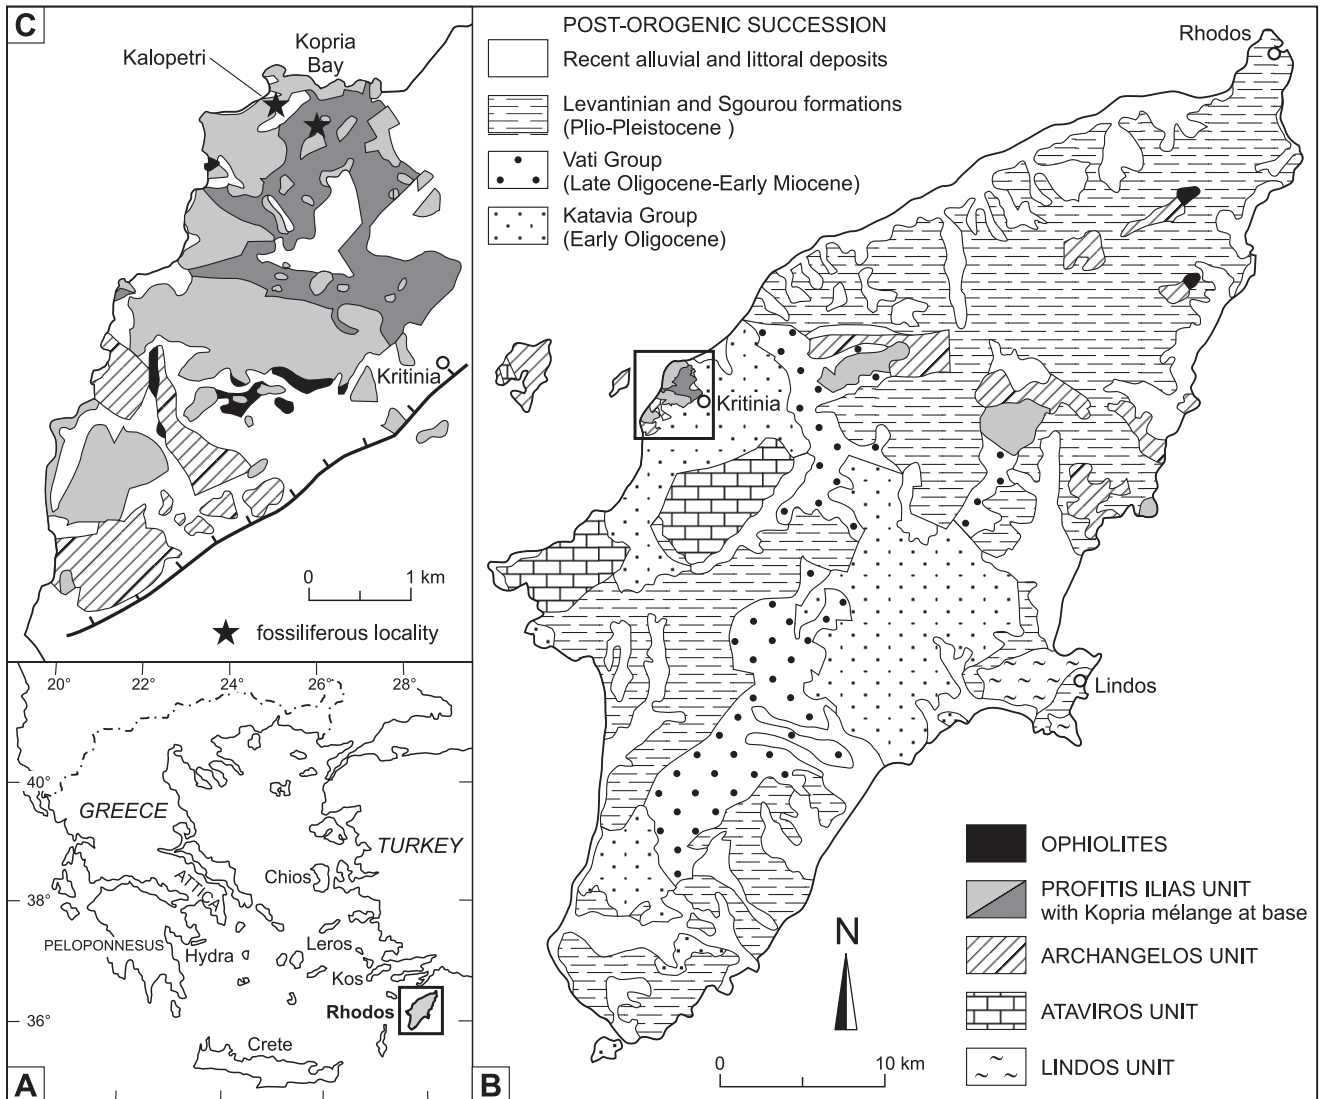 C
Kalopetri
Kopria
Bay
Kritinia
0
1 km
fossiliferous locality
20°
22°
24°
26°
28°
40°
38°
36°
GREECE
TURKEY
ATTICA
Chios
PELOPONNESUS
Hydra
Leros
Kos
Rhodos
Crete
A
POST-OROGENIC SUCCESSION
Recent alluvial and littoral deposits
Levantinian and Sgourou formations
(Plio-Pleistocene )
Vati Group
(Late Oligocene-Early Miocene)
Katavia Group
(Early Oligocene)
Rhodos
Kritinia
Lindos
N
0
10 km
B
OPHIOLITES
PROFITIS ILIAS UNIT
with Kopria mélange at base
ARCHANGELOS UNIT
ATAVIROS UNIT
LINDOS UNIT